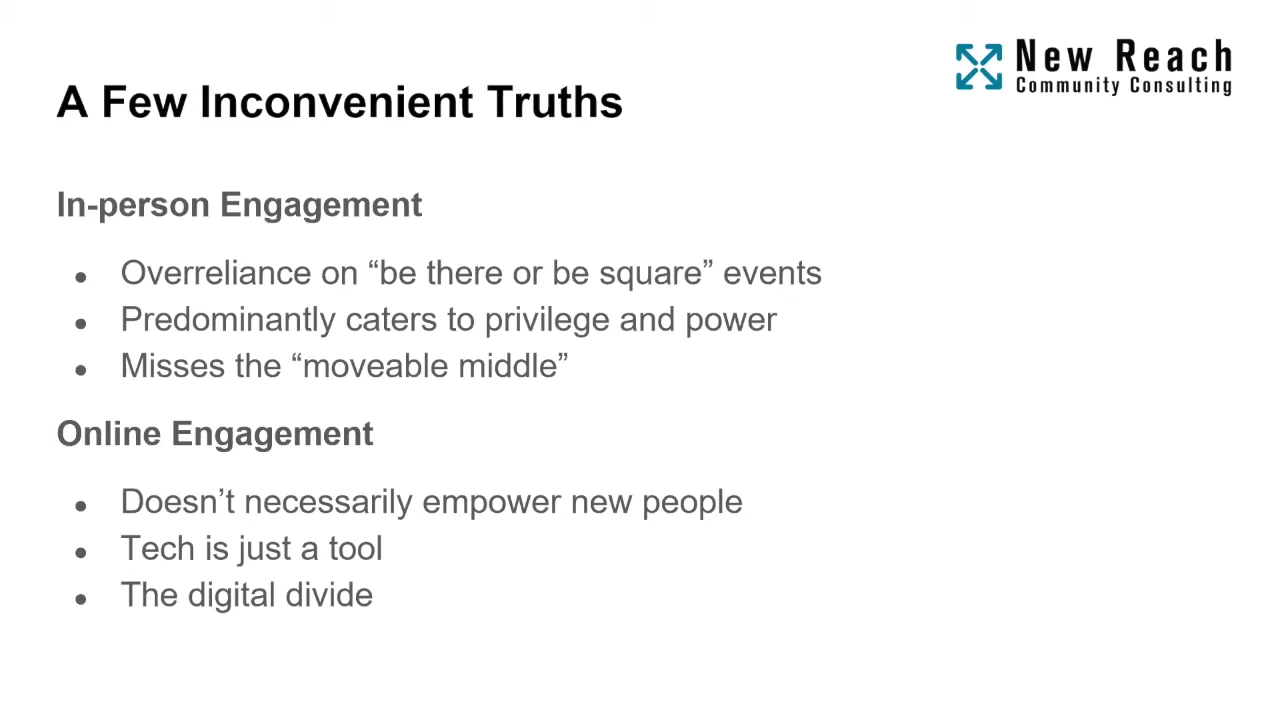 New Reach
Community Consulting
A Few Inconvenient Truths
In-person Engagement
● Overreliance on “be there or be square” events
● Predominantly caters to privilege and power
● Misses the “moveable middle”
Online Engagement
● Doesn’t necessarily empower new people
● Tech is just a tool
● The digital divide